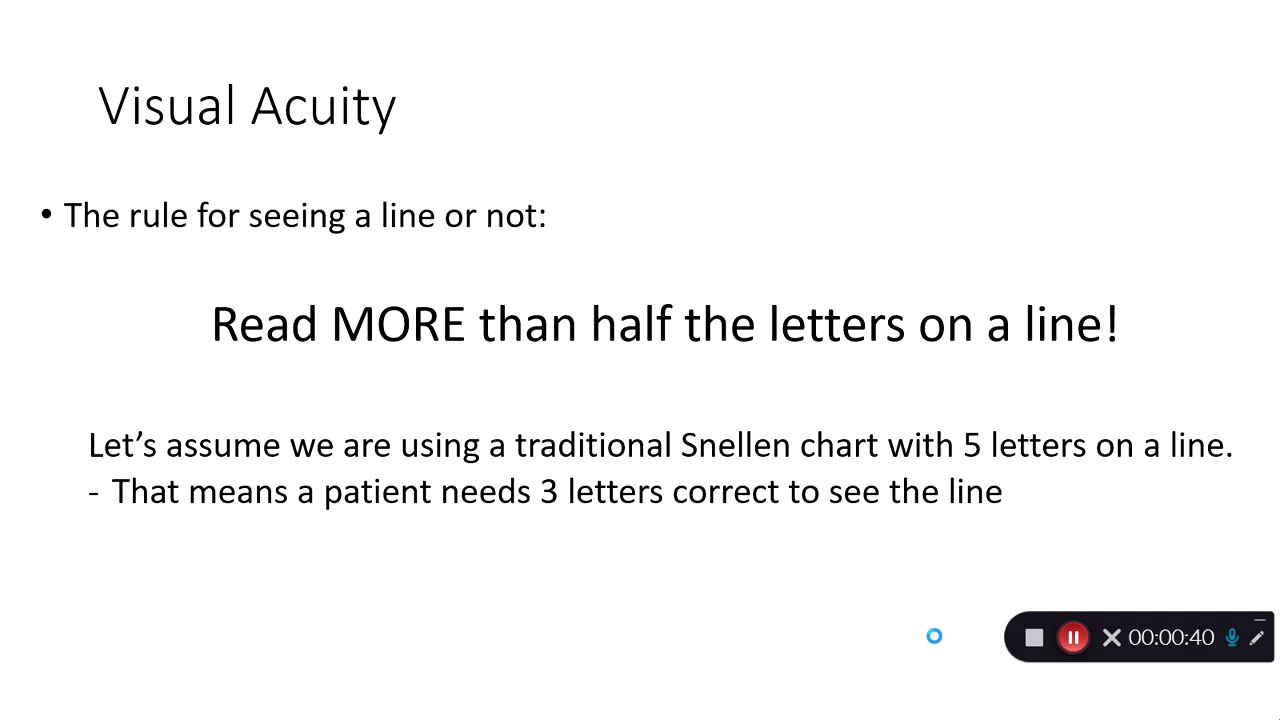 Visual Acuity
• The rule for seeing a line or not:
Read MORE than half the letters on a line!
Let’s assume we are using a traditional Snellen chart with 5 letters on a line.
- That means a patient needs 3 letters correct to see the line
00:00:40